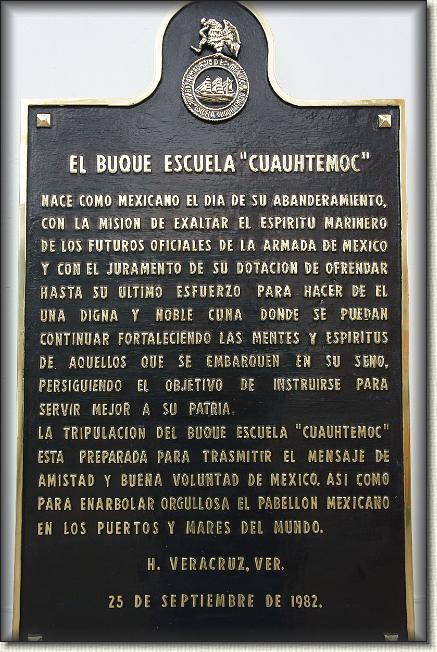 EL BUQUE ESCUELA "CUAUHTEMOC"
NACE COMO MEXICANO EL DIA DE SU ABANDERAMIENTO,
CON LA MISION DE EXALTAR EL ESPIRITU MARINERO
DE LOS FUTUROS OFICIALES DE LA ARMADA DE MEXICO
Y CON EL JURAMENTO DE SU DOTACION DE OFRENDAR
HASTA SU ULTIMO ESFUERZO PARA HACER DE EL
UNA DIGNA Y NOBLE CUNA DONDE SE PUEDAN
CONTINUAR FORTALECIENDO LAS MENTES Y ESPIRITUS
DE AQUELLOS QUE SE EMBARQUEN EN SU SENO,
PERSIGUIENDO EL OBJETIVO DE INSTRUIRSE PARA
SERVIR MEJOR A SU PATRIA.
LA TRIPULACION DEL BUQUE ESCUELA "CUAUHTEMOC"
ESTA PREPARADA PARA TRASMITIR EL MENSAJE DE
AMISTAD Y BUENA VOLUNTAD DE MEXICO, ASI COMO
PARA ENARBOLAR ORGULLOSA EL PABELLON MEXICANO
EN LOS PUERTOS Y MARES DEL MUNDO.
H. VERACRUZ, VER.
25 DE SEPTIEMBRE DE 1982.